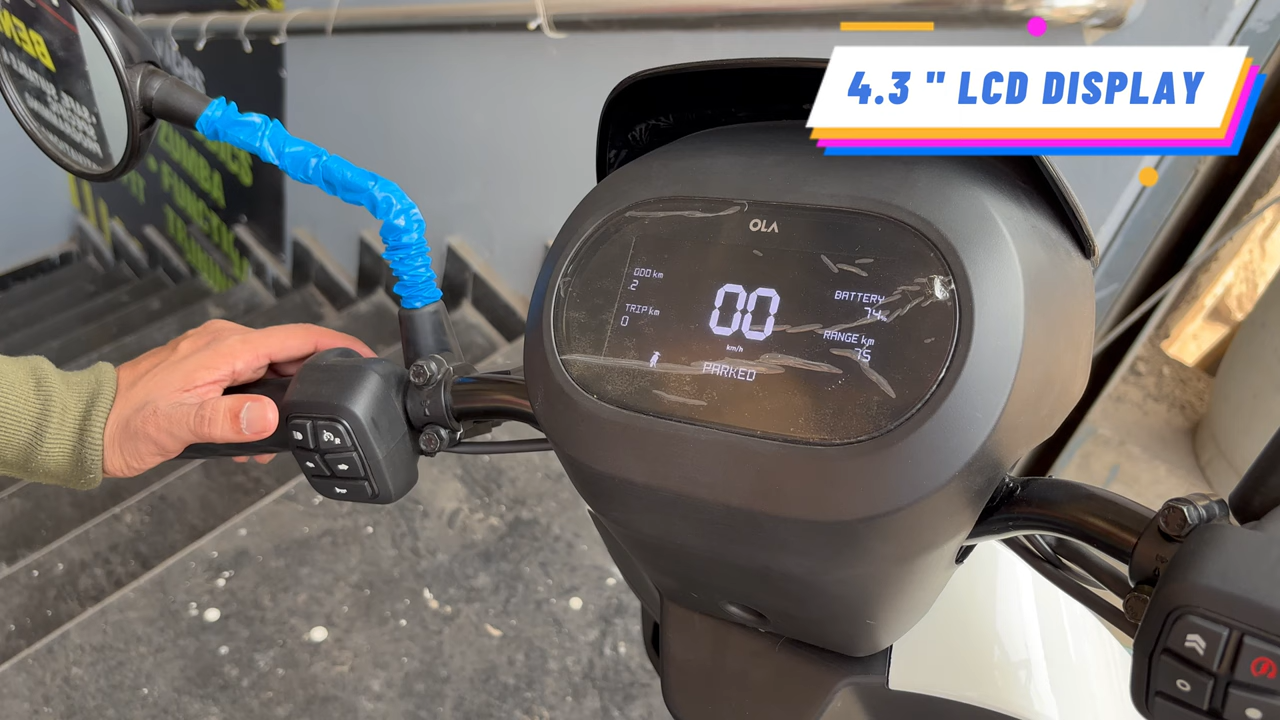 4.3 " LCD DISPLAY
OLA
ODO km
.2
TRIP km
0
00
km/h
PARKED
BATTERY
74%
RANGE km
75
ZUMBA